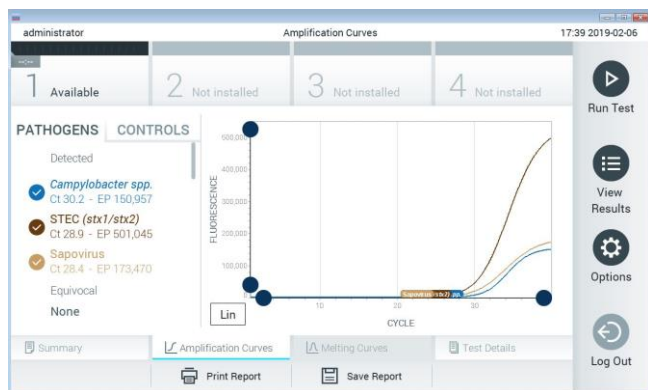 administrator Amplification Curves 17:39 2019-02-06
--:--
1 Available 2 Not installed 3 Not installed 4 Not installed
Run Test
PATHOGENS CONTROLS
Detected
Campylobacter spp.
Ct 30.2 - EP 150,957
STEC (stx1/stx2)
Ct 28.9 - EP 501,045
Sapovirus
Ct 28.4 - EP 173,470
Equivocal
None
FLUORESCENCE
500,000
400,000
300,000
200,000
100,000
0
Sapovirus stx2) spp.
10 20 30
CYCLE
Lin
View
Results
Options
Log Out
Summary Amplification Curves Melting Curves Test Details
Print Report Save Report